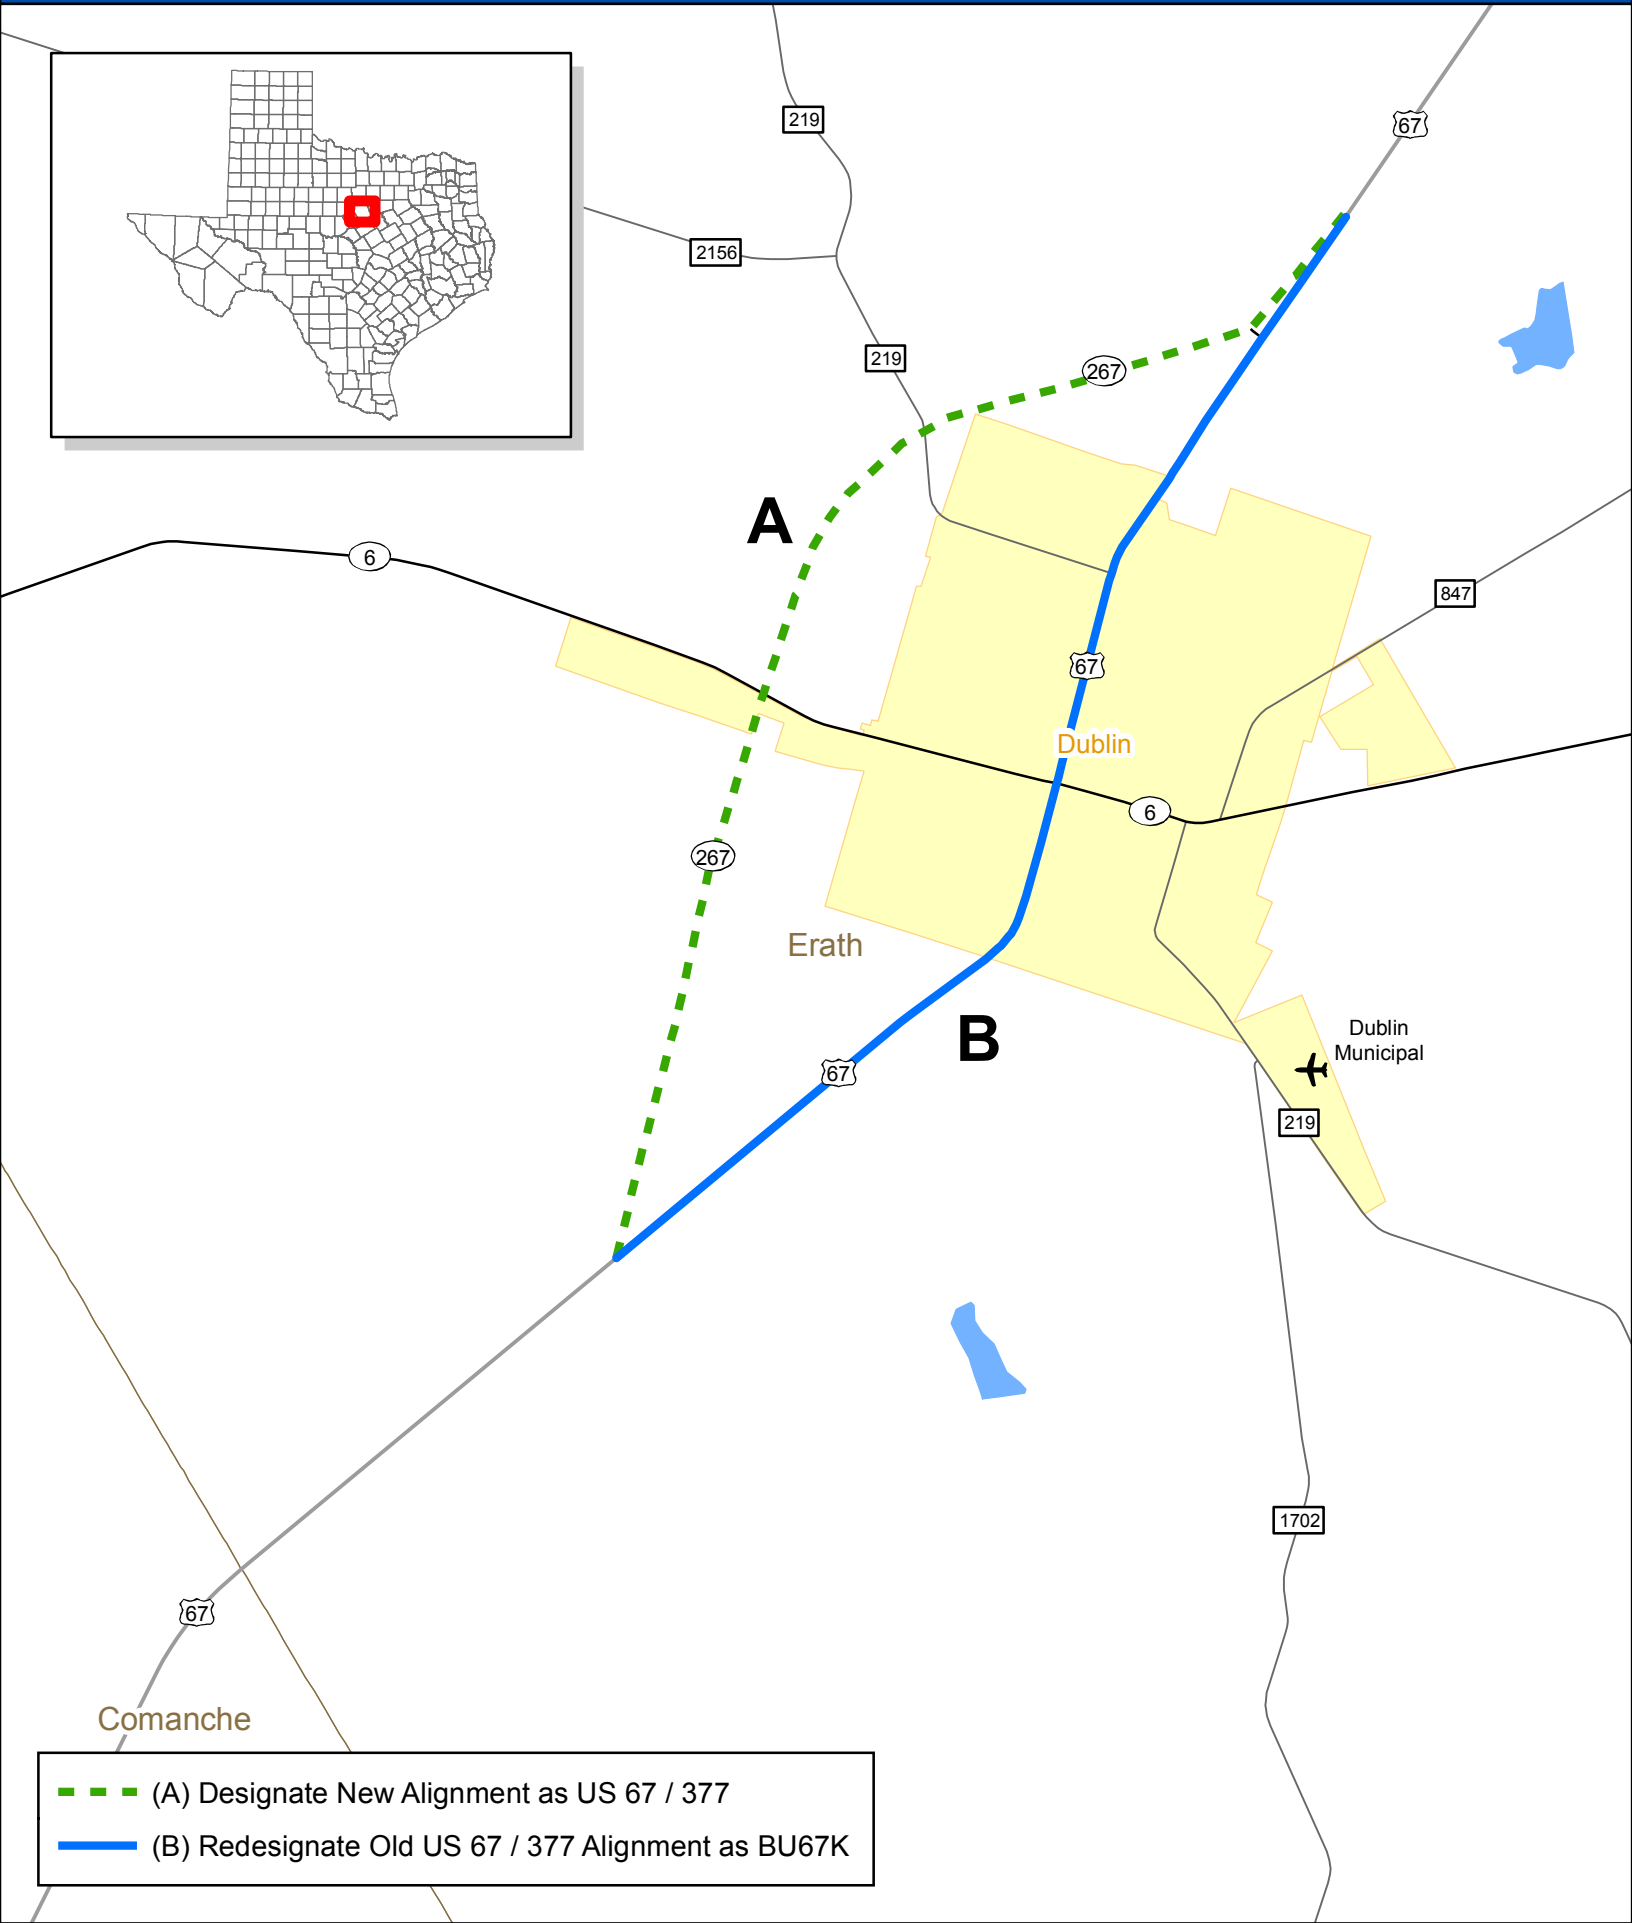 219
67
2156
219
267
A
6
847
67
Dublin
6
267
Erath
B
Dublin
Municipal
67
219
1702
67
Comanche
(A) Designate New Alignment as US 67 / 377
(B) Redesignate Old US 67 / 377 Alignment as BU67K